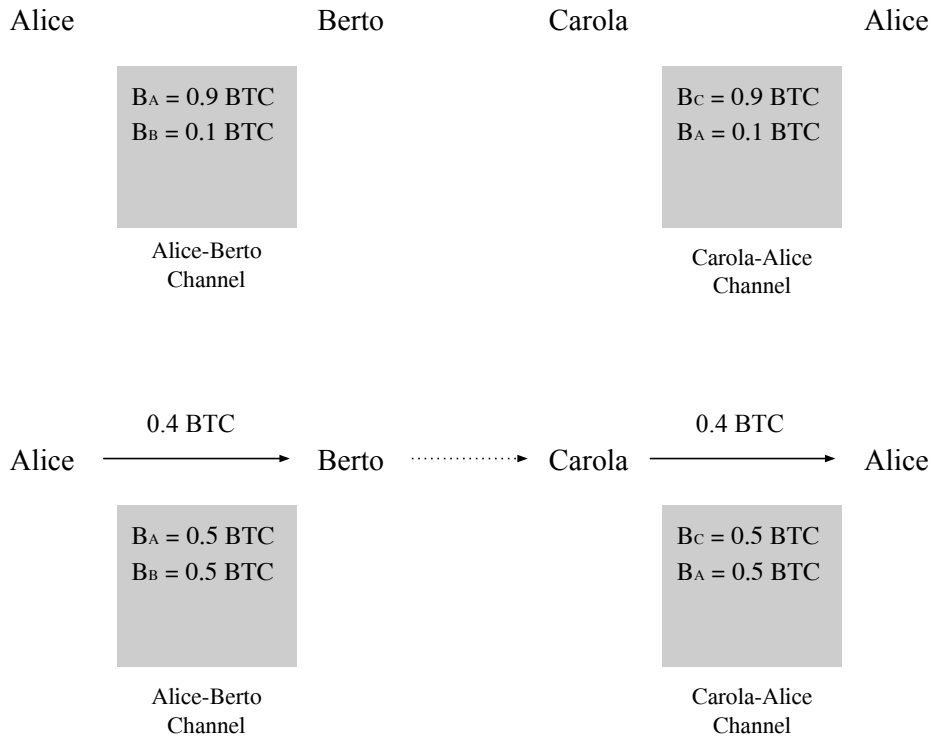 Alice Berto Carola Alice
BA = 0.9 BTC
BB = 0.1 BTC
Alice-Berto
Channel
BC = 0.9 BTC
BA = 0.1 BTC
Carola-Alice
Channel
0.4 BTC 0.4 BTC
Alice Berto Carola Alice
BA = 0.5 BTC
BB = 0.5 BTC
Alice-Berto
Channel
BC = 0.5 BTC
BA = 0.5 BTC
Carola-Alice
Channel